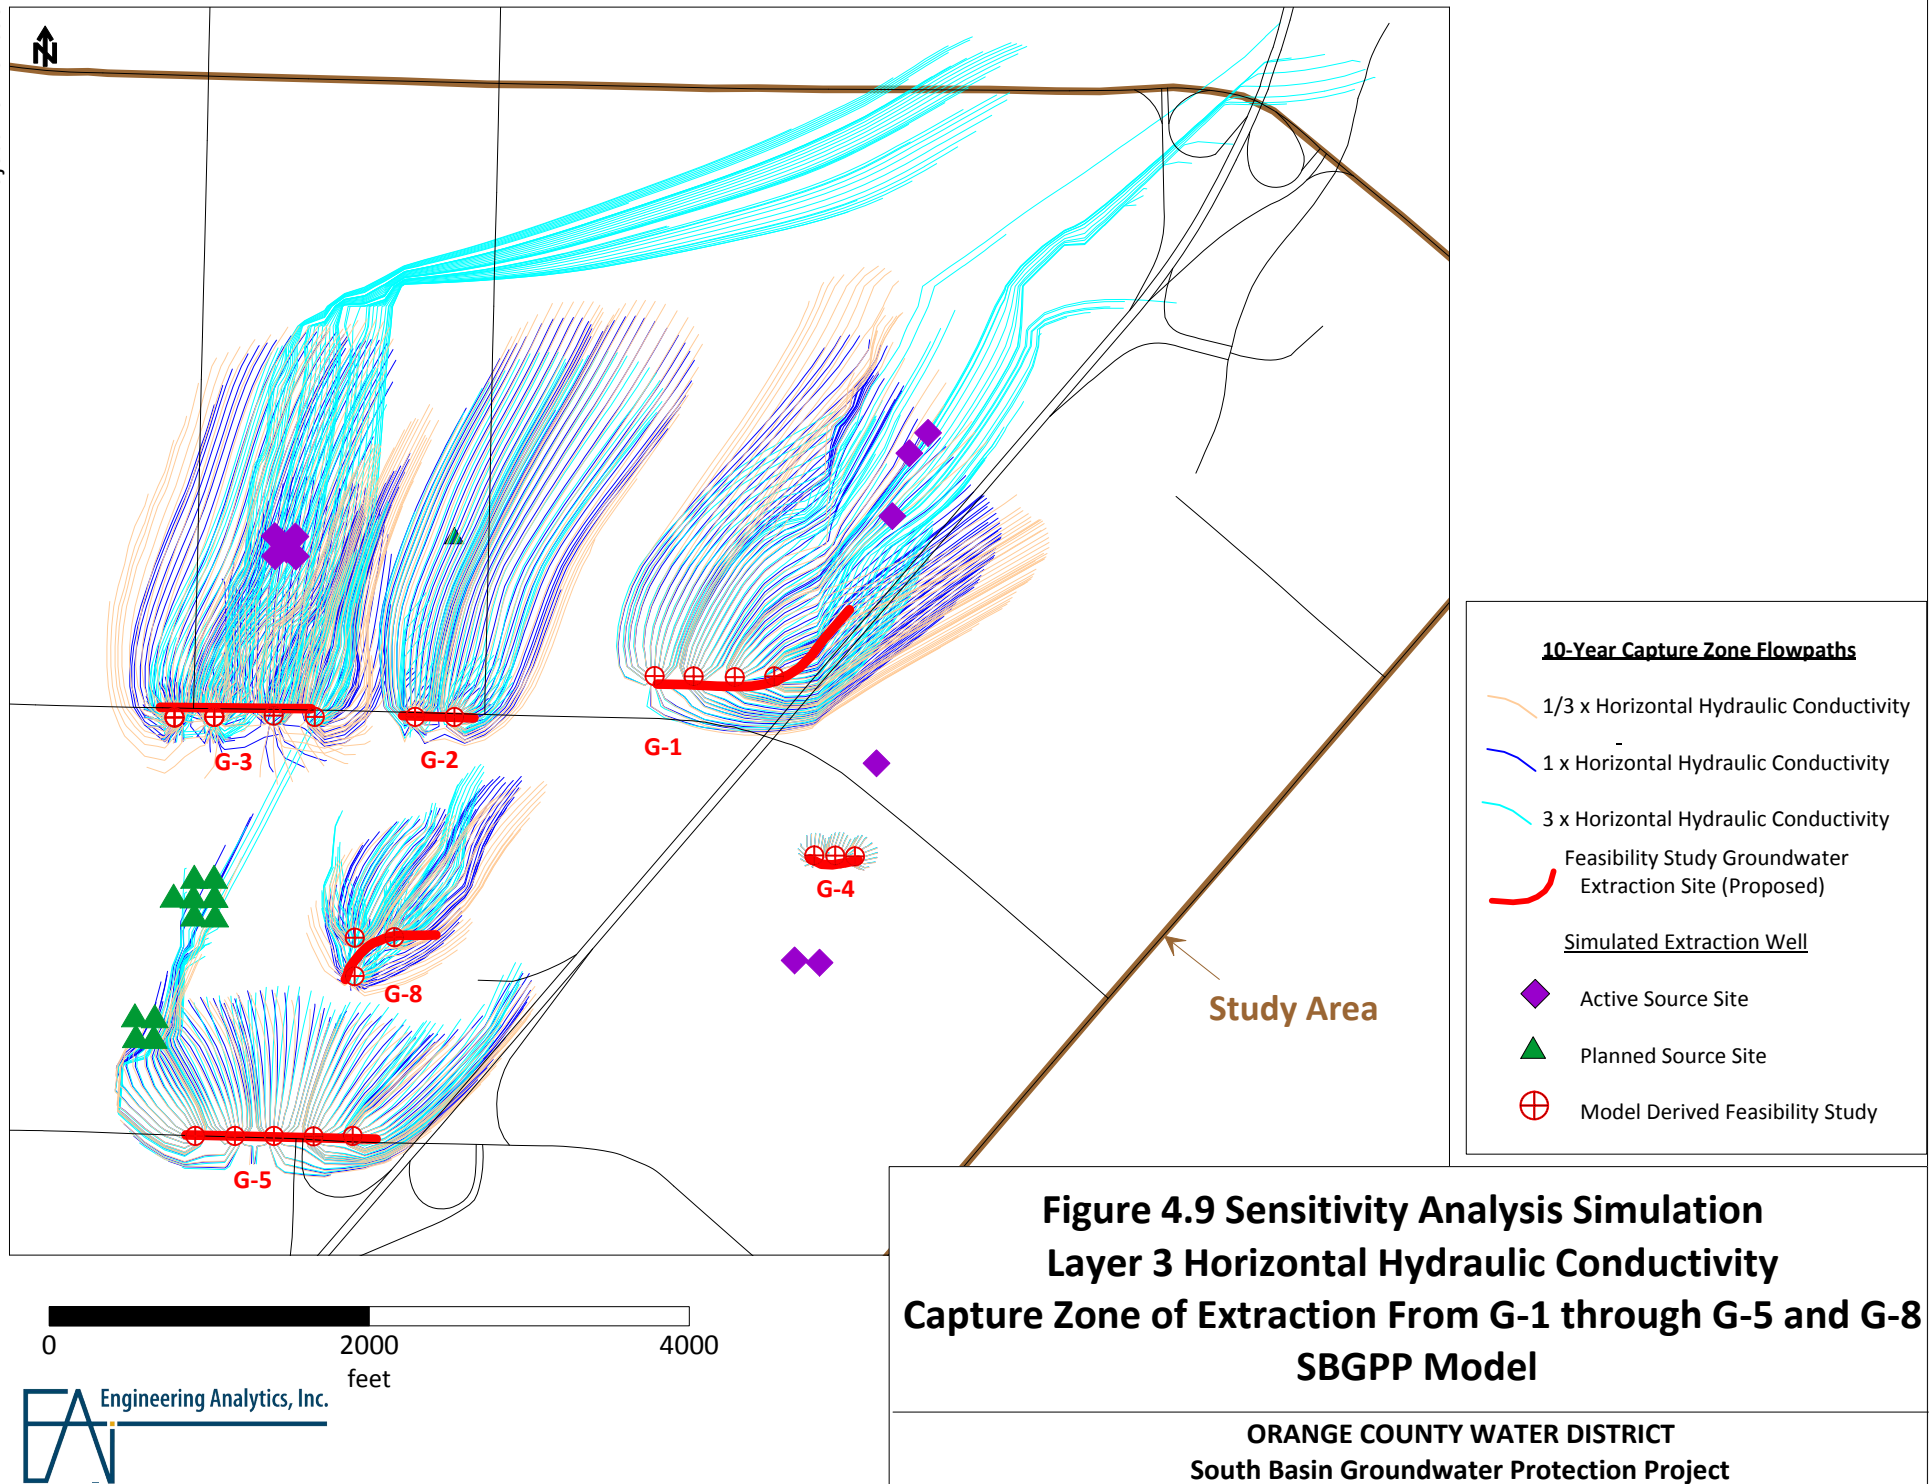 N
10-Year Capture Zone Flowpaths
1/3 x Horizontal Hydraulic Conductivity
1 x Horizontal Hydraulic Conductivity
3 x Horizontal Hydraulic Conductivity
Feasibility Study Groundwater
Extraction Site (Proposed)
Simulated Extraction Well
Active Source Site
Planned Source Site
Model Derived Feasibility Study
G-3
G-2
G-1
G-4
G-8
G-5
Study Area
0 2000 4000
feet
EAi
Engineering Analytics, Inc.
Figure 4.9 Sensitivity Analysis Simulation
Layer 3 Horizontal Hydraulic Conductivity
Capture Zone of Extraction From G-1 through G-5 and G-8
SBGPP Model
ORANGE COUNTY WATER DISTRICT
South Basin Groundwater Protection Project